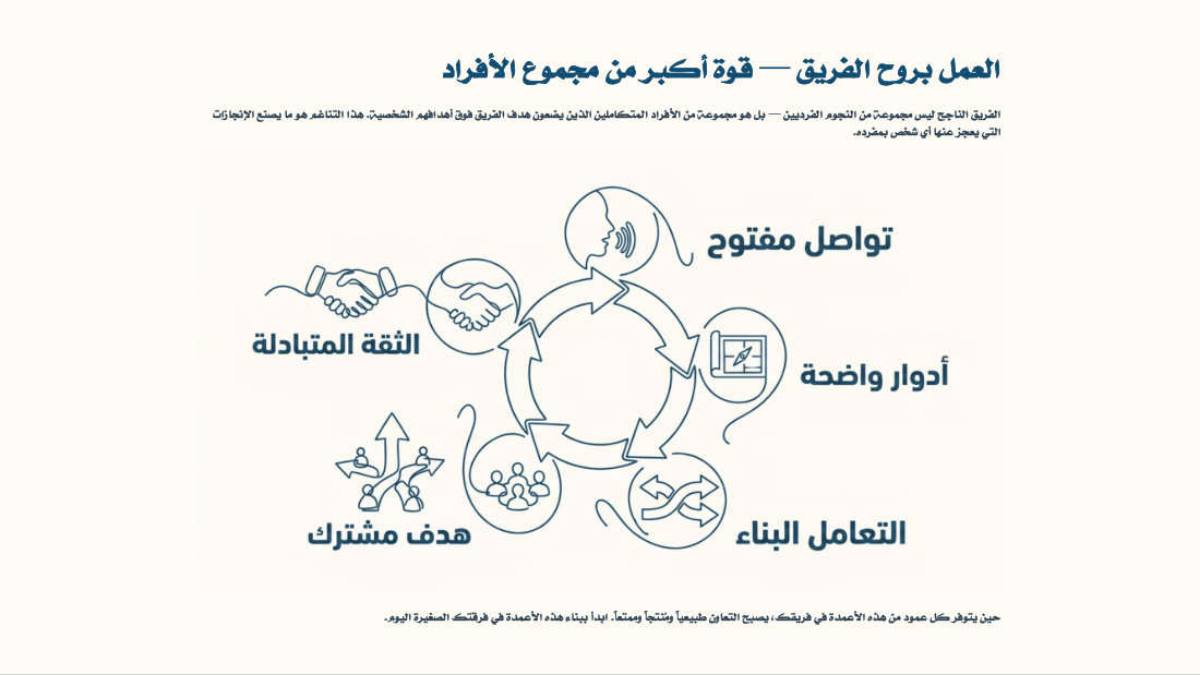 العمل بروح الفريق — قوة أكبر من مجموع الأفراد
الفريق الناجح ليس مجموعة من النجوم الفرديين — بل هو مجموعة من الأفراد المتكاملين الذين يضعون هدف الفريق فوق أهدافهم الشخصية. هذا التناغم هو ما يصنع الإنجازات
التي يعجز عنها أي شخص بمفرده.
تواصل مفتوح
الثقة المتبادلة
أدوار واضحة
هدف مشترك
التعامل البناء
حين يتوفر كل عمود من هذه الأعمدة في فريقك، يصبح التعاون طبيعياً ومُنتجاً وممتعاً. ابدأ ببناء هذه الأعمدة في فرقتك الصغيرة اليوم.